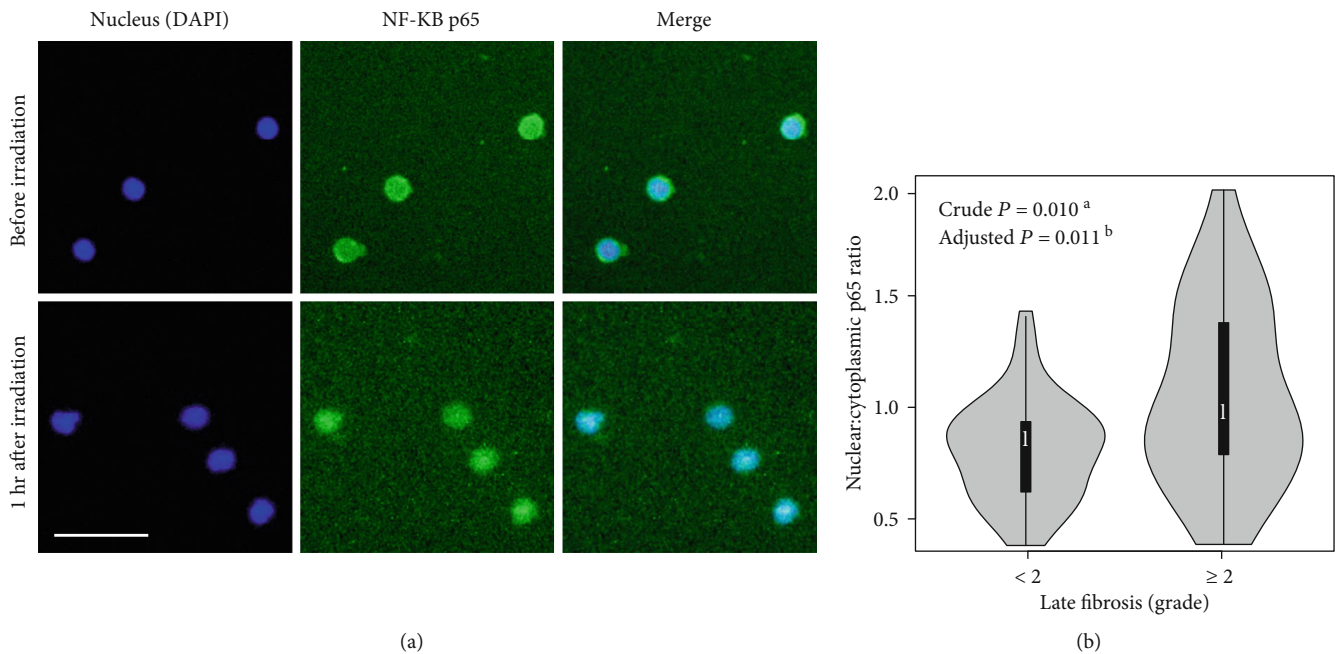 Nucleus (DAPI)
NF-KB p65
Merge
Before irradiation
1 hr after irradiation
(a)
Nuclear:cytoplasmic p65 ratio
2.0
1.5
1.0
0.5
Crude P = 0.010 a
Adjusted P = 0.011 b
l
l
< 2
≥ 2
Late fibrosis (grade)
(b)